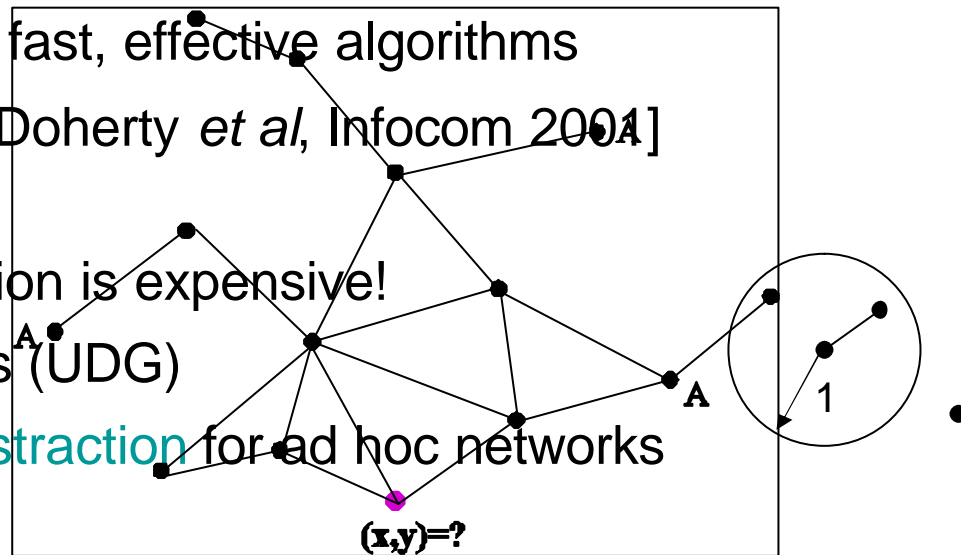 fast, effective algorithms
Doherty et al, Infocom 2001]
A
ion is expensive!
A
s (UDG)
A
1
straction for ad hoc networks
(x,y)=?